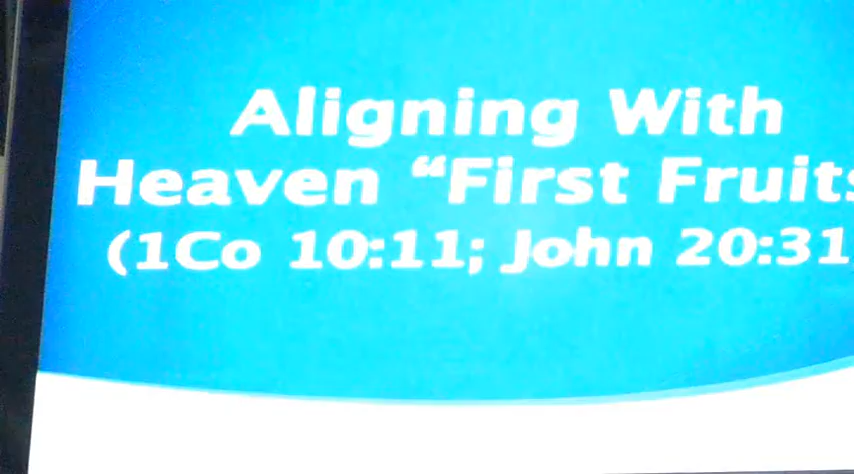 Aligning With
Heaven “First Fruits
(1Co 10:11; John 20:31